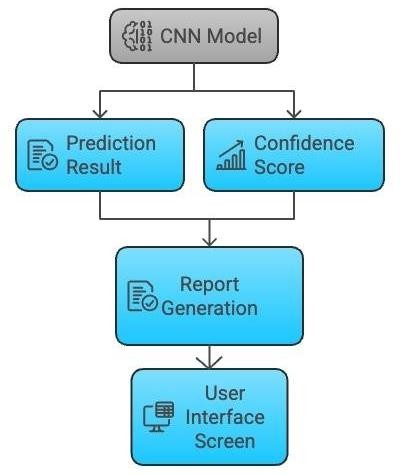 CNN Model
Prediction
Result
Confidence
Score
Report
Generation
User
Interface
Screen